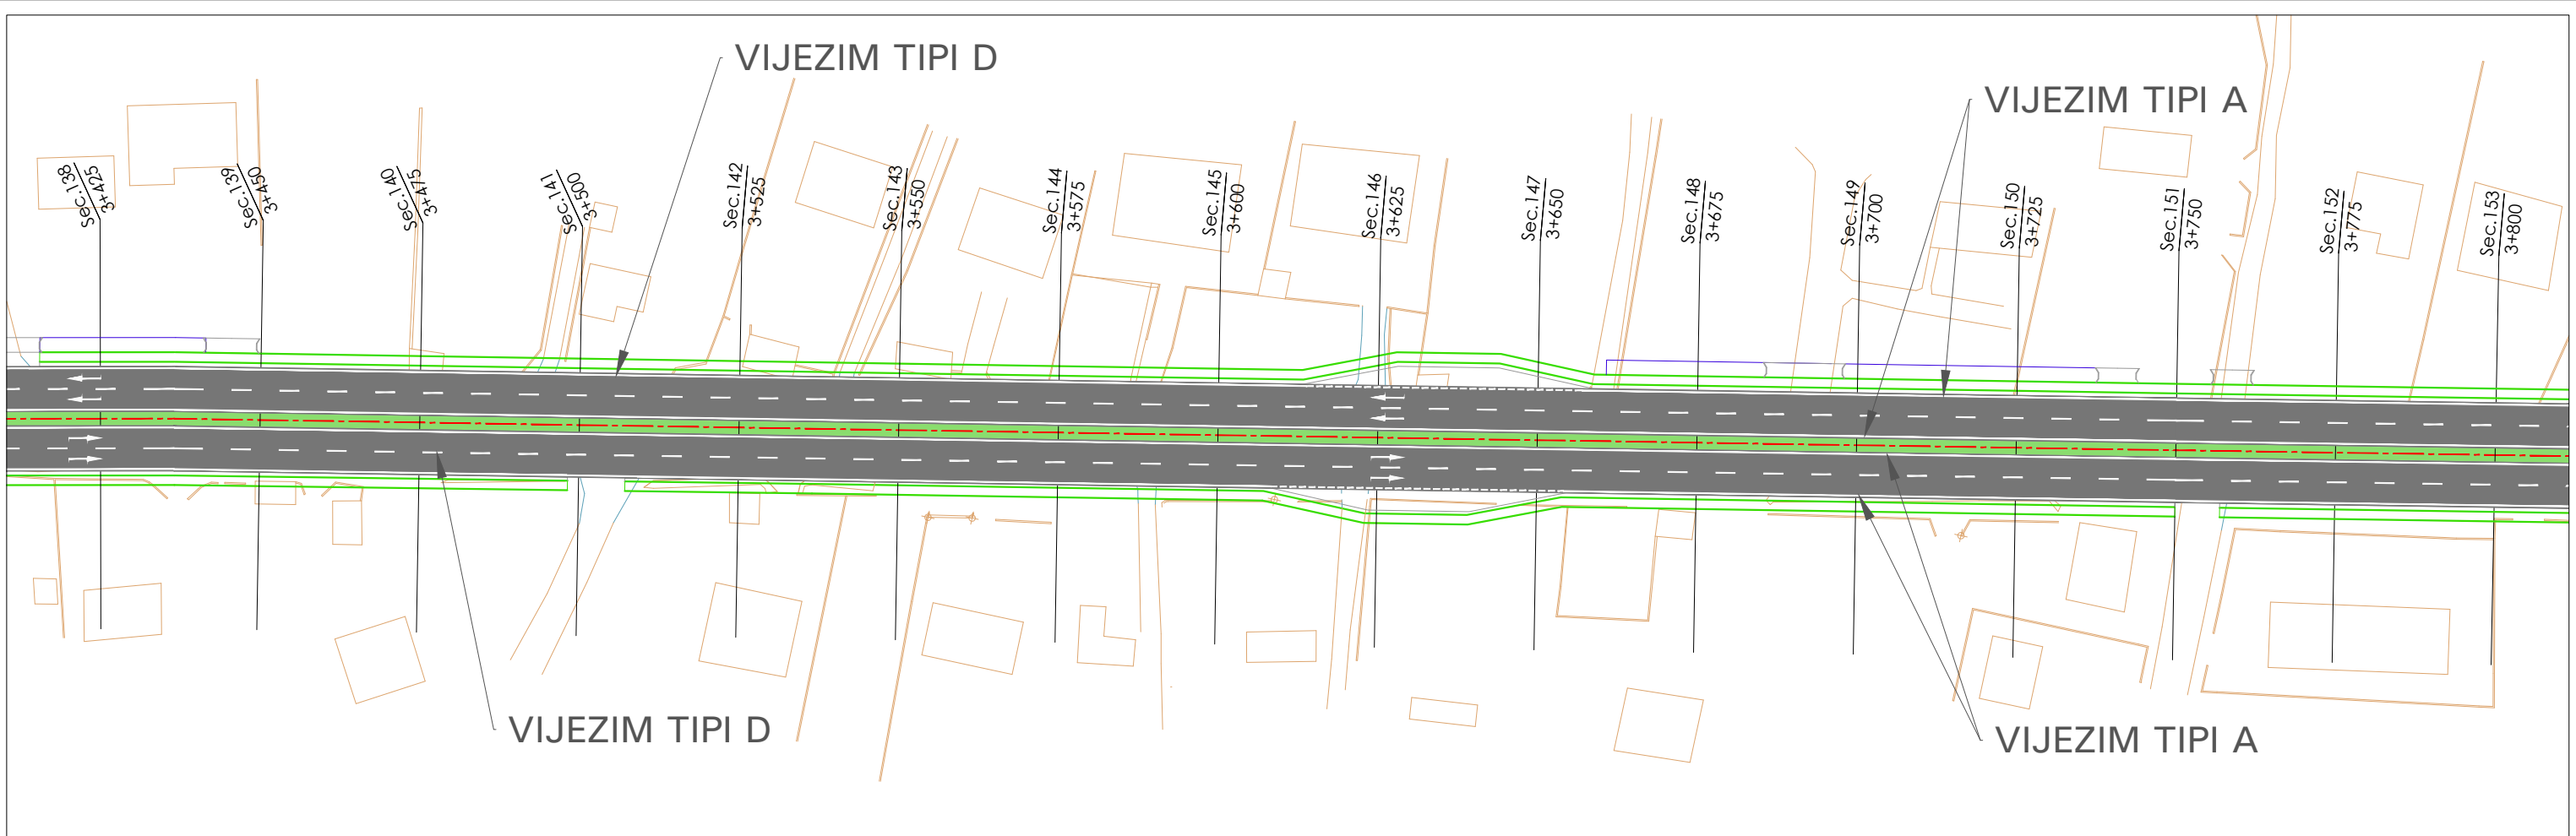 VIJEZIM TIPI D
VIJEZIM TIPI A
Sec.138
3+425
Sec.139
3+450
Sec.140
3+475
Sec.141
3+500
Sec.142
3+525
Sec.143
3+550
Sec.144
3+575
Sec.145
3+600
Sec.146
3+625
Sec.147
3+650
Sec.148
3+675
Sec.149
3+700
Sec.150
3+725
Sec.151
3+750
Sec.152
3+775
Sec.153
3+800
VIJEZIM TIPI D
VIJEZIM TIPI A